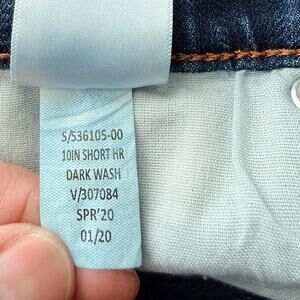 S/536105-00
10IN SHORT HR
DARK WASH
V/307084
SPR'20
01/20